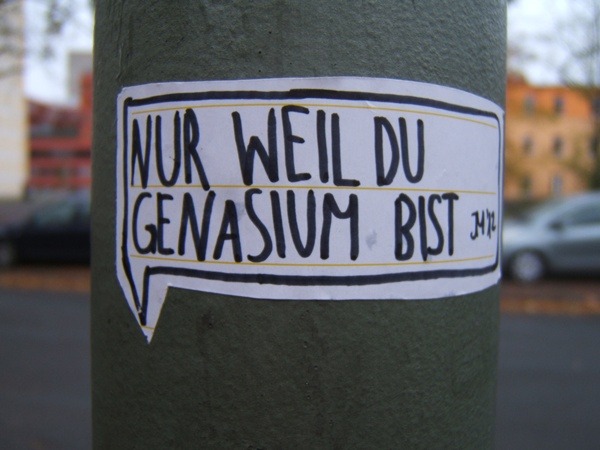 NUR WEIL DU
GENASIUM BIST